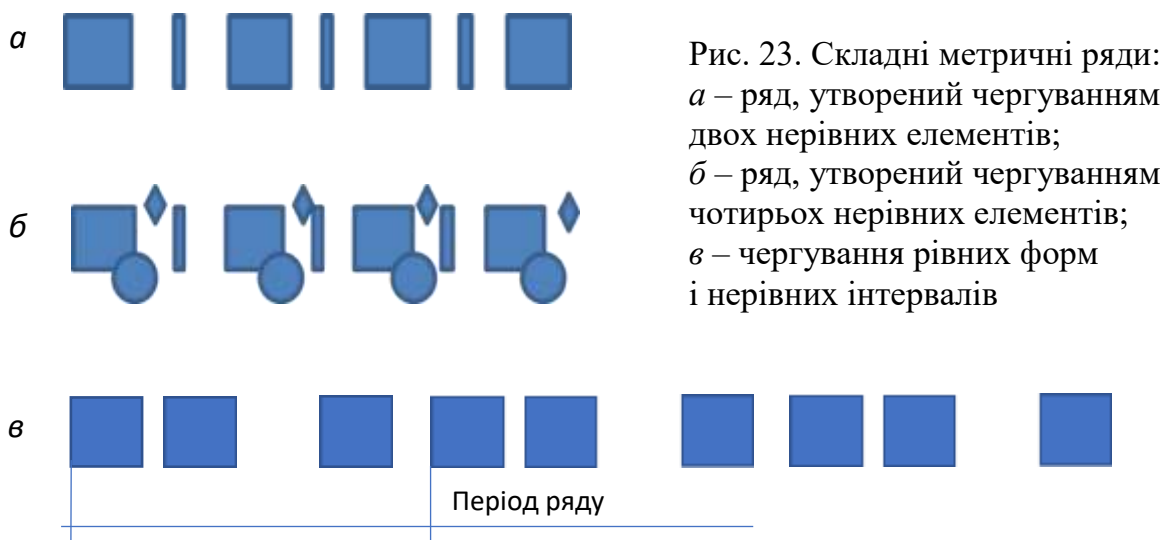 а
Рис. 23. Складні метричні ряди:
а – ряд, утворений чергуванням
двох нерівних елементів;
б – ряд, утворений чергуванням
чотирьох нерівних елементів;
в – чергування рівних форм
і нерівних інтервалів
б
в
Період ряду